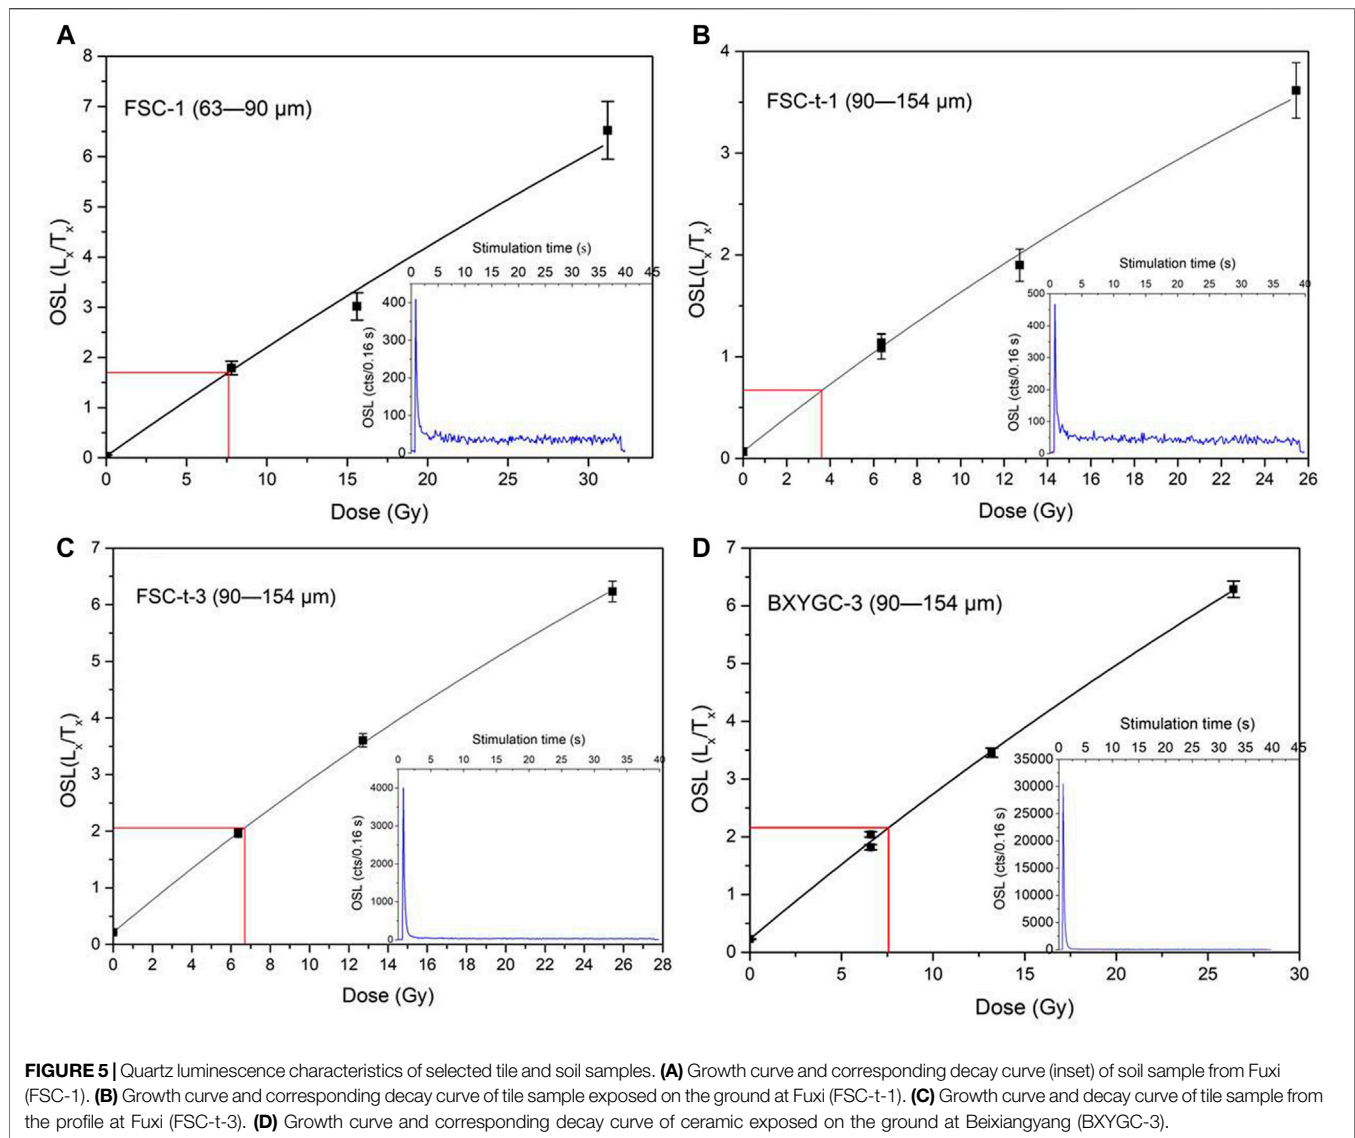 A
FSC-1 (63—90 µm)
8
7
6
5
4
3
2
1
0
OSL (Lx/Tx)
0 5 10 15 20 25 30
Dose (Gy)
Stimulation time (s)
0 5 10 15 20 25 30 35 40 45
400
300
200
100
0
OSL (cts/0.16 s)
B
FSC-t-1 (90—154 µm)
4
3
2
1
0
OSL(Lx/Tx)
0 2 4 6 8 10 12 14 16 18 20 22 24 26
Dose (Gy)
Stimulation time (s)
0 5 10 15 20 25 30 35 40
500
400
300
200
100
0
OSL (cts/0.16 s)
C
FSC-t-3 (90—154 µm)
7
6
5
4
3
2
1
0
OSL(Lx/Tx)
0 2 4 6 8 10 12 14 16 18 20 22 24 26 28
Dose (Gy)
Stimulation time (s)
0 5 10 15 20 25 30 35 40
4000
3000
2000
1000
0
OSL (cts/0.16 s)
D
BXYGC-3 (90—154 µm)
7
6
5
4
3
2
1
0
OSL (Lx/Tx)
0 5 10 15 20 25 30
Dose (Gy)
Stimulation time (s)
0 5 10 15 20 25 30 35 40 45
35000
30000
25000
20000
15000
10000
5000
0
OSL (cts/0.16 s)
FIGURE 5 | Quartz luminescence characteristics of selected tile and soil samples. (A) Growth curve and corresponding decay curve (inset) of soil sample from Fuxi
(FSC-1). (B) Growth curve and corresponding decay curve of tile sample exposed on the ground at Fuxi (FSC-t-1). (C) Growth curve and decay curve of tile sample from
the profile at Fuxi (FSC-t-3). (D) Growth curve and corresponding decay curve of ceramic exposed on the ground at Beixiangyang (BXYGC-3).